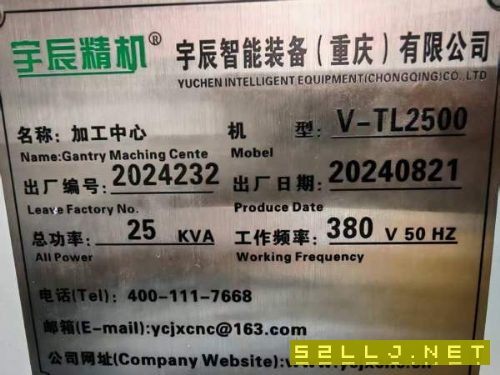 宇辰精机® 宇辰智能装备(重庆)有限公司
YUCHEN INTELLIGENT EQUIPMENT(CHONGQING)CO., LTD
名称: 加工中心 机 型: V-TL2500
Name:Gantry Maching Cente Mobel
出厂编号: 2024232 出厂日期: 20240821
Leave Factory No. Produce Date
总功率: 25 KVA 工作频率: 380 V 50 HZ
All Power Working Frequency
电话(Tel): 400-111-7668
邮箱(E-mail):ycjxcnc@163.com
公司网址(Company Website):
52LLJ.NET